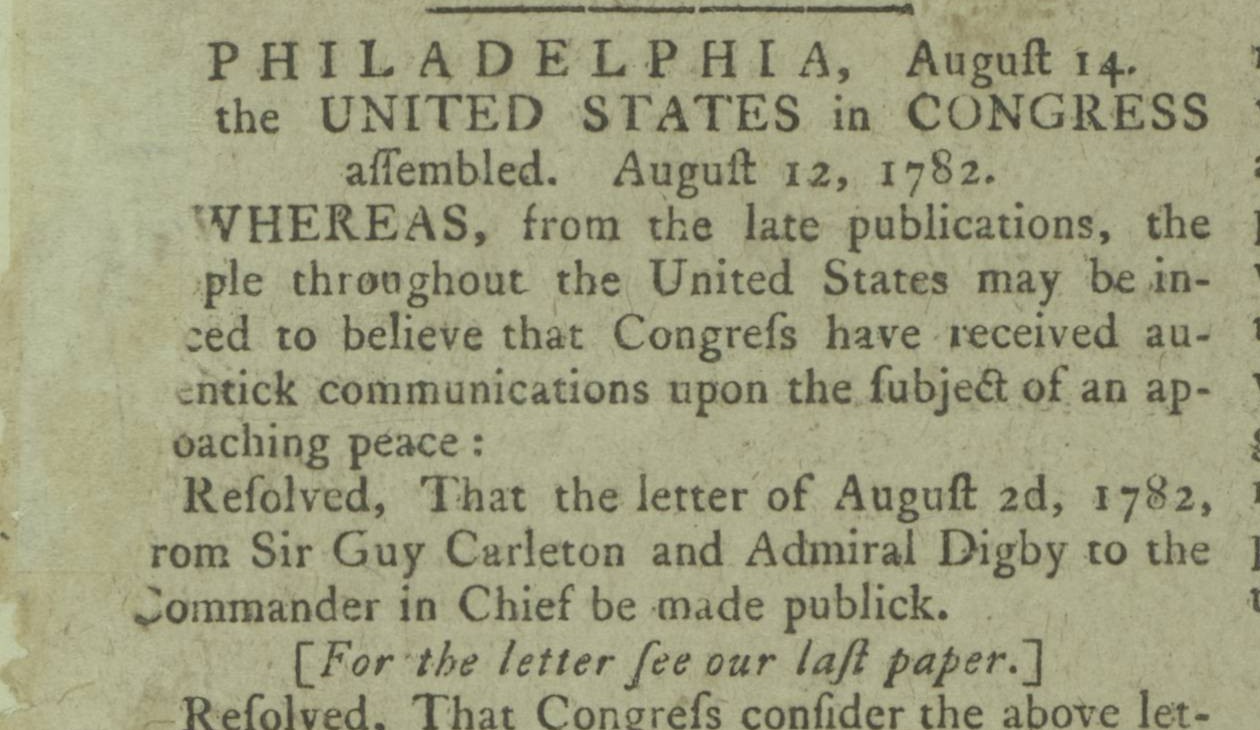 PHILADELPHIA, Auguſt 14.
the UNITED STATES in CONGRESS
aſſembled. Auguſt 12, 1782.
WHEREAS, from the late publications, the
ple throughout the United States may be in-
ced to believe that Congreſs have received au-
entick communications upon the ſubject of an ap-
oaching peace :
Reſolved, That the letter of Auguſt 2d, 1782,
rom Sir Guy Carleton and Admiral Digby to the
Commander in Chief be made publick.
[For the letter ſee our laſt paper.]
Reſolved, That Congreſs conſider the above let-